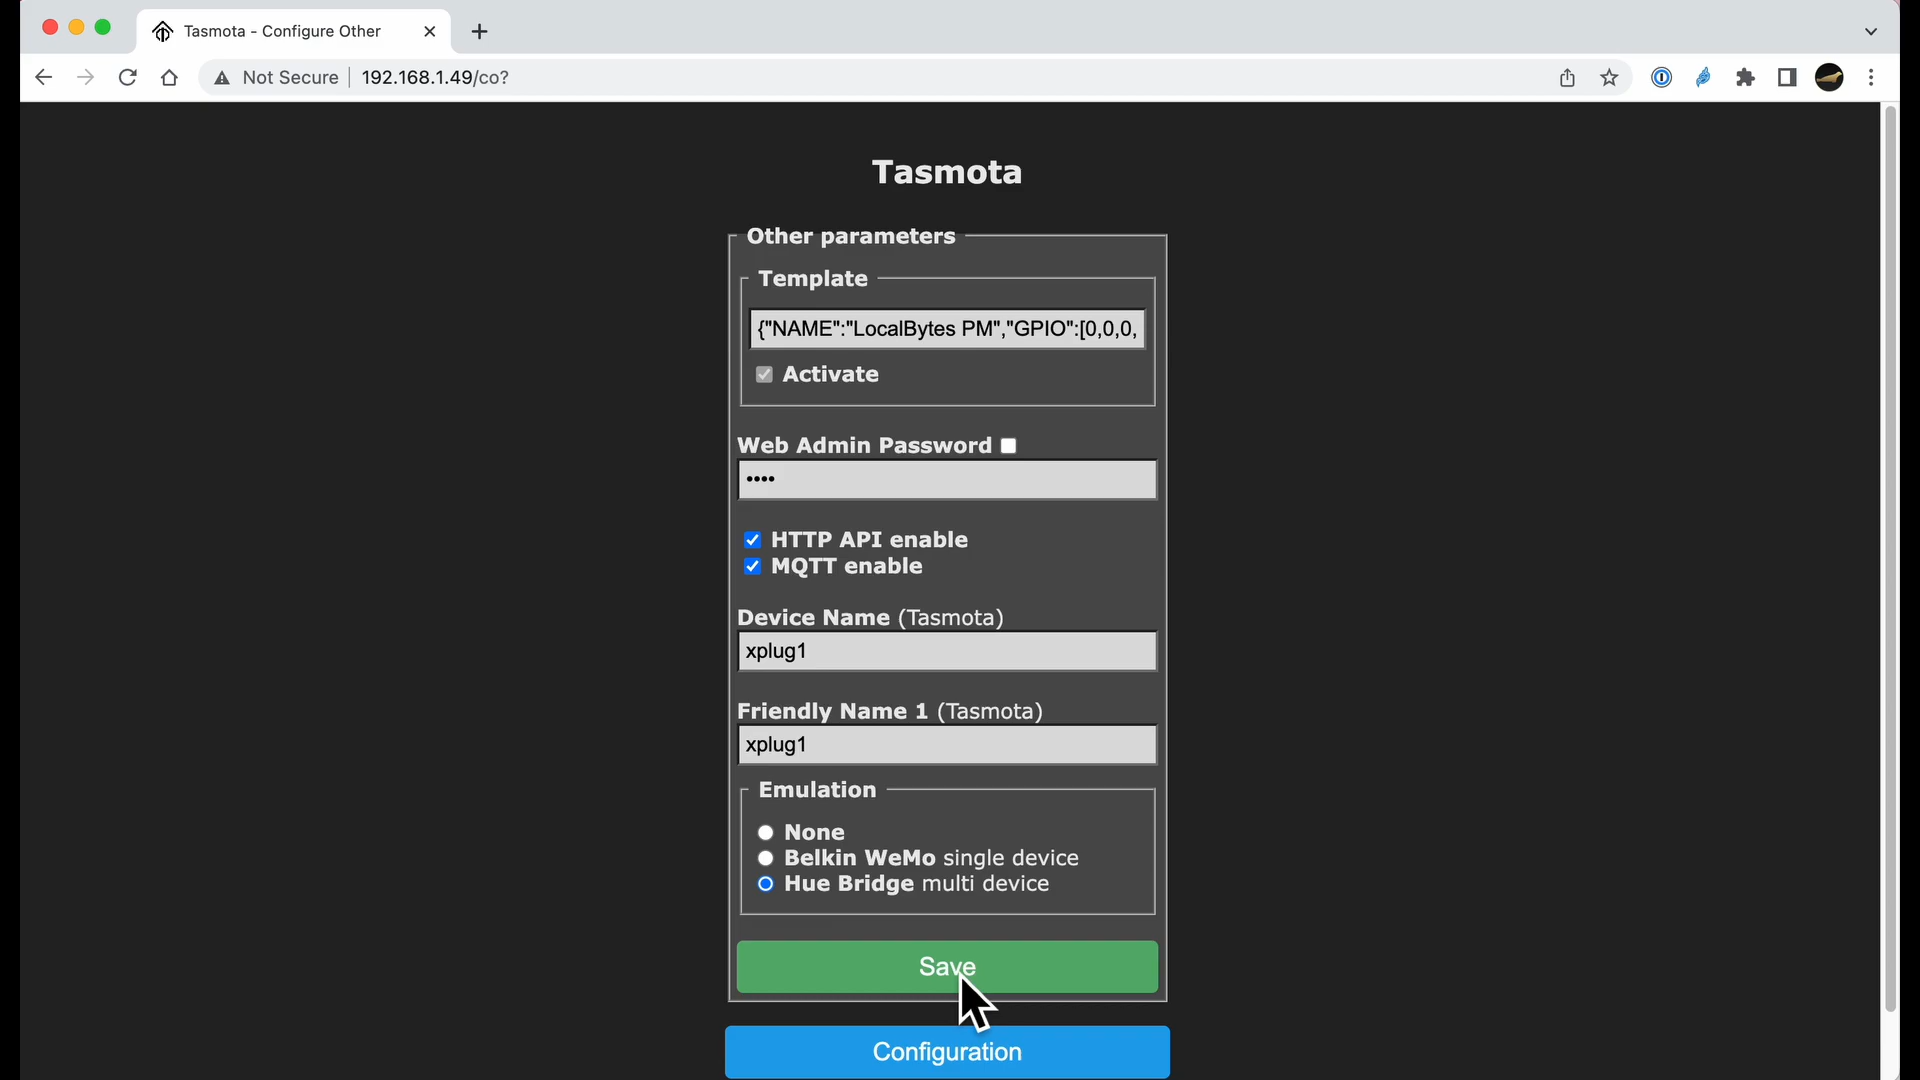 Tasmota - Configure Other
Not Secure
192.168.1.49/co?
Tasmota
Other parameters
Template
{"NAME":"LocalBytes PM","GPIO":[0,0,0,
Activate
Web Admin Password
••••
HTTP API enable
MQTT enable
Device Name (Tasmota)
xplug1
Friendly Name 1 (Tasmota)
xplug1
Emulation
None
Belkin WeMo single device
Hue Bridge multi device
Save
Configuration